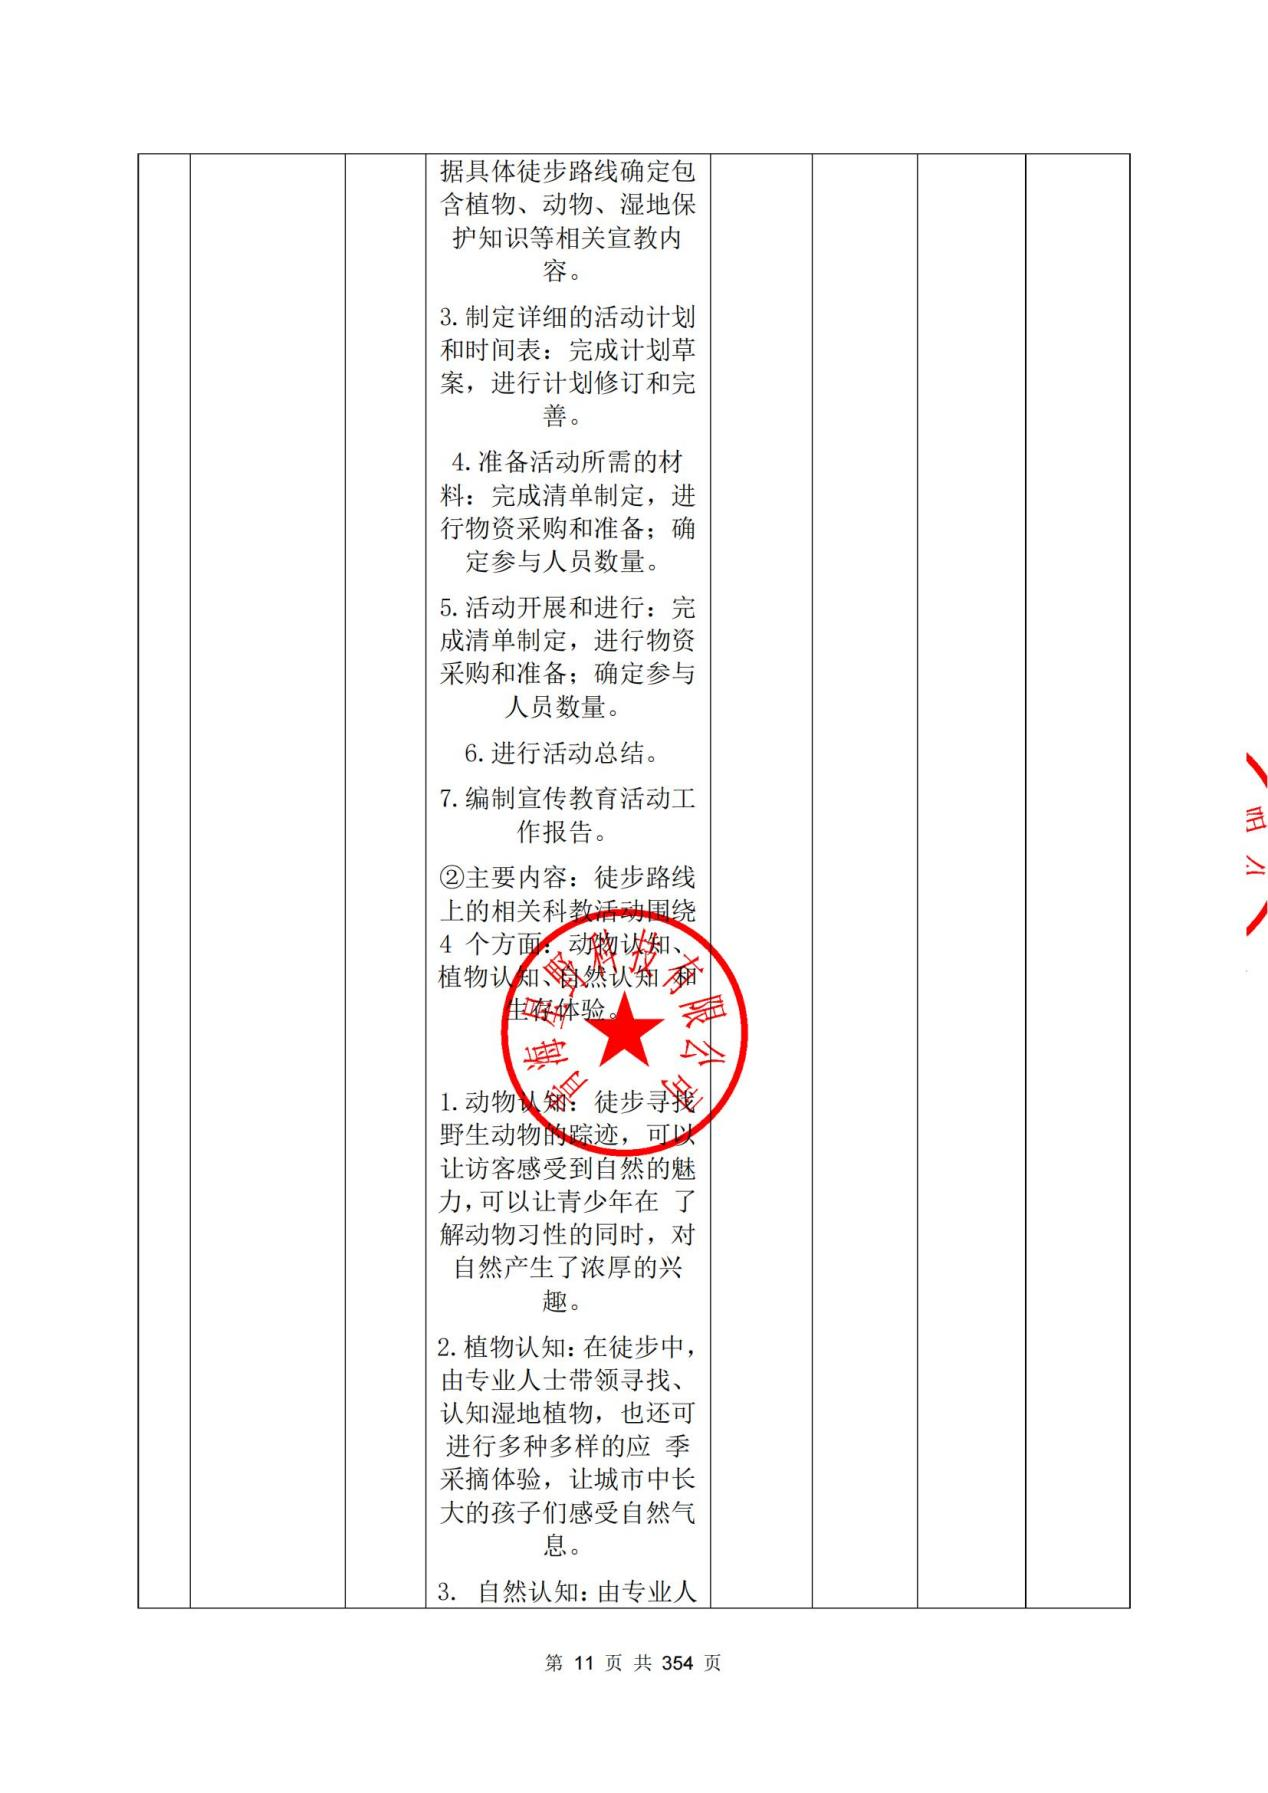 据具体徒步路线确定包
含植物、动物、湿地保
护知识等相关宣教内
容。
3.制定详细的活动计划
和时间表：完成计划草
案，进行计划修订和完
善。
4.准备活动所需的材
料：完成清单制定，进
行物资采购和准备；确
定参与人员数量。
5.活动开展和进行：完
成清单制定，进行物资
采购和准备；确定参与
人员数量。
6.进行活动总结。
7.编制宣传教育活动工
作报告。
②主要内容：徒步路线
上的相关科教活动围绕
4 个方面：动物认知、
植物认知、自然认知 和
生存体验。
青海星野科技有限公司
1.动物认知：徒步寻找
野生动物的踪迹，可以
让访客感受到自然的魅
力，可以让青少年在 了
解动物习性的同时，对
自然产生了浓厚的兴
趣。
2.植物认知：在徒步中，
由专业人士带领寻找、
认知湿地植物，也还可
进行多种多样的应 季
采摘体验，让城市中长
大的孩子们感受自然气
息。
3. 自然认知：由专业人
第 11 页 共 354 页